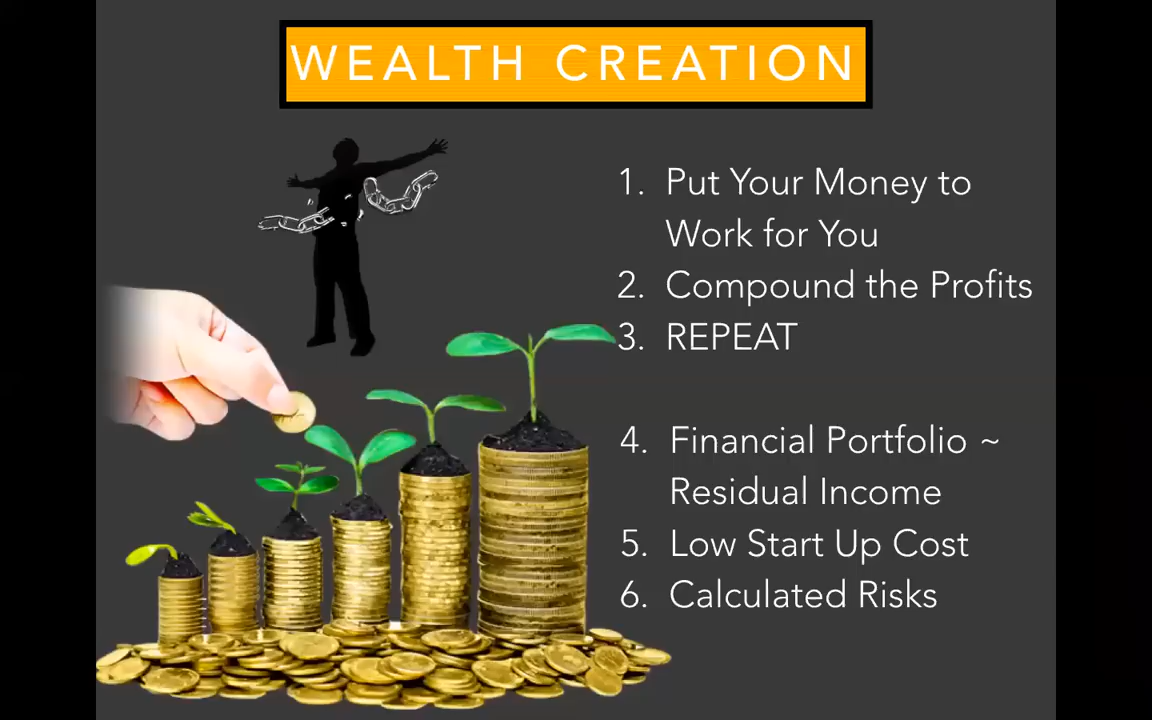 WEALTH CREATION
1. Put Your Money to
Work for You
2. Compound the Profits
3. REPEAT
4. Financial Portfolio ~
Residual Income
5. Low Start Up Cost
6. Calculated Risks